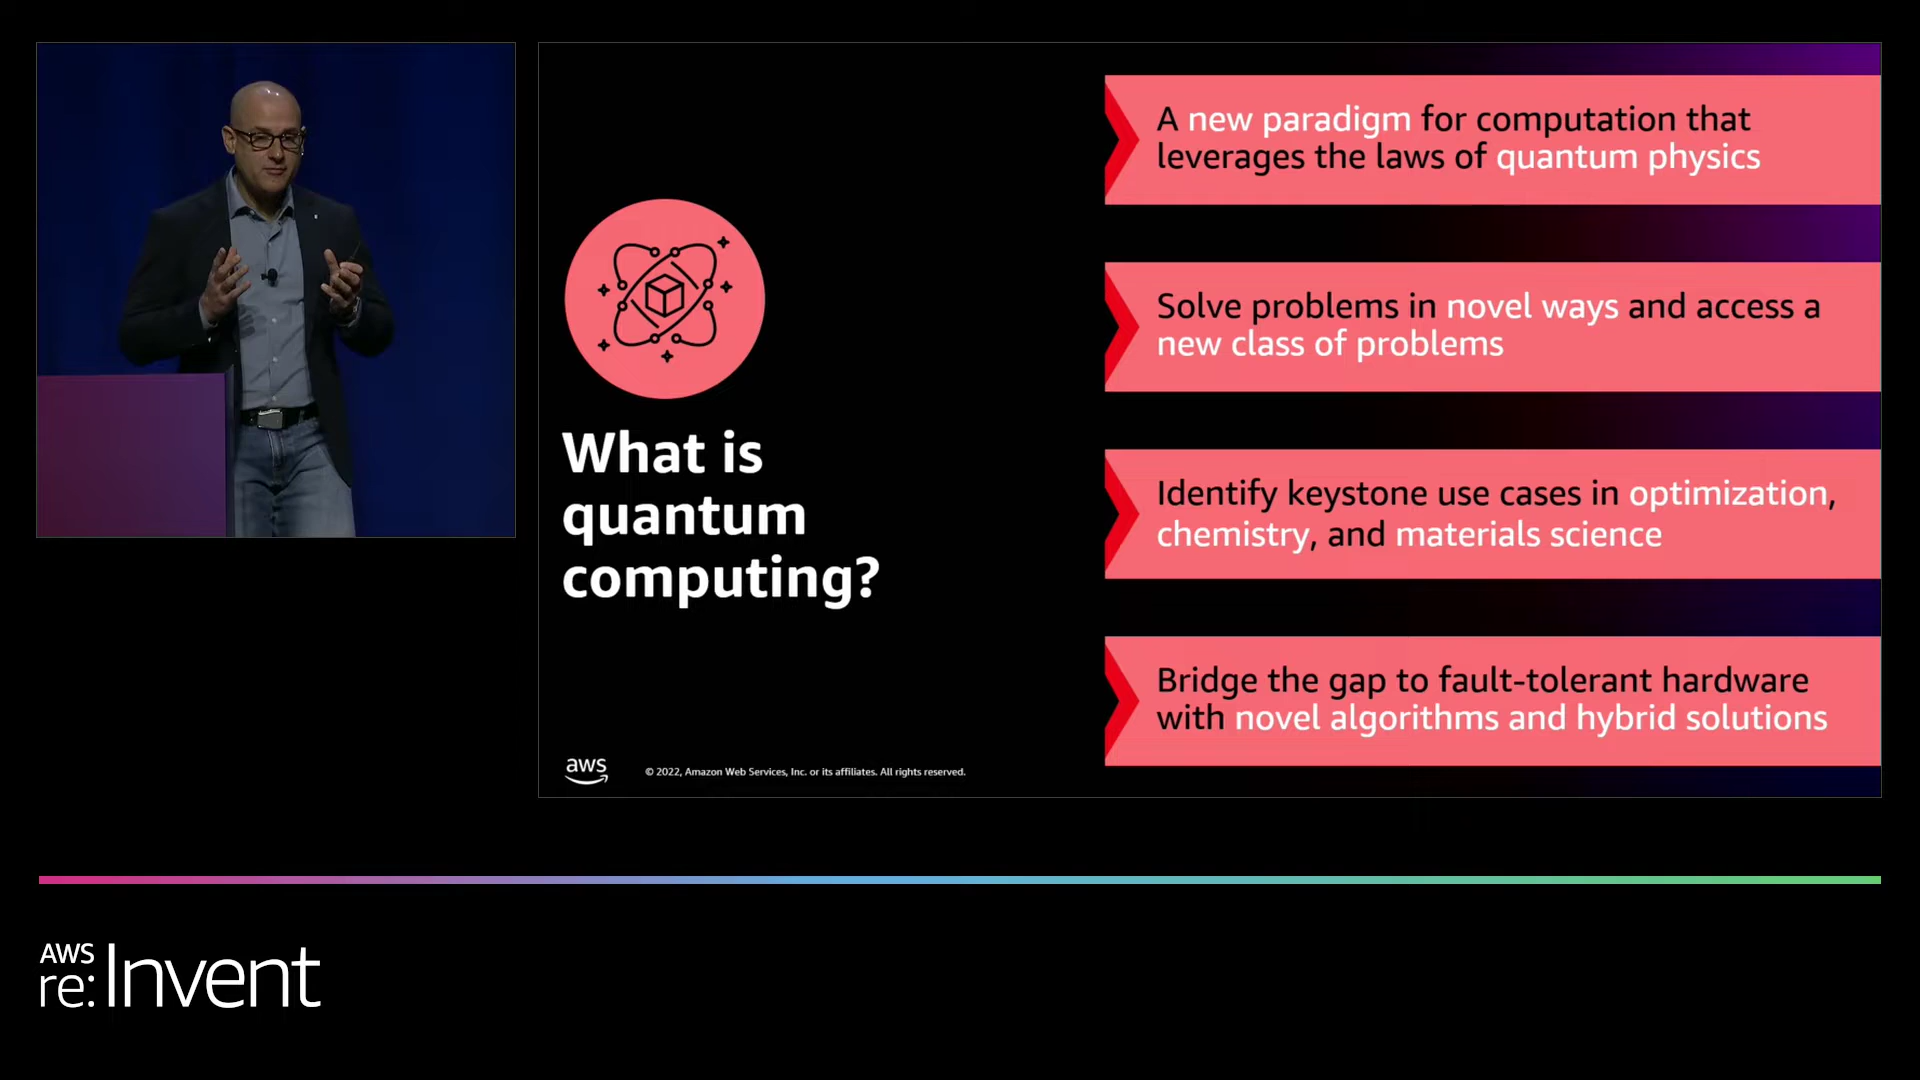 What is
quantum
computing?
A new paradigm for computation that
leverages the laws of quantum physics
Solve problems in novel ways and access a
new class of problems
Identify keystone use cases in optimization,
chemistry, and materials science
Bridge the gap to fault-tolerant hardware
with novel algorithms and hybrid solutions
aws
© 2022, Amazon Web Services, Inc. or its affiliates. All rights reserved.
AWS
re:Invent